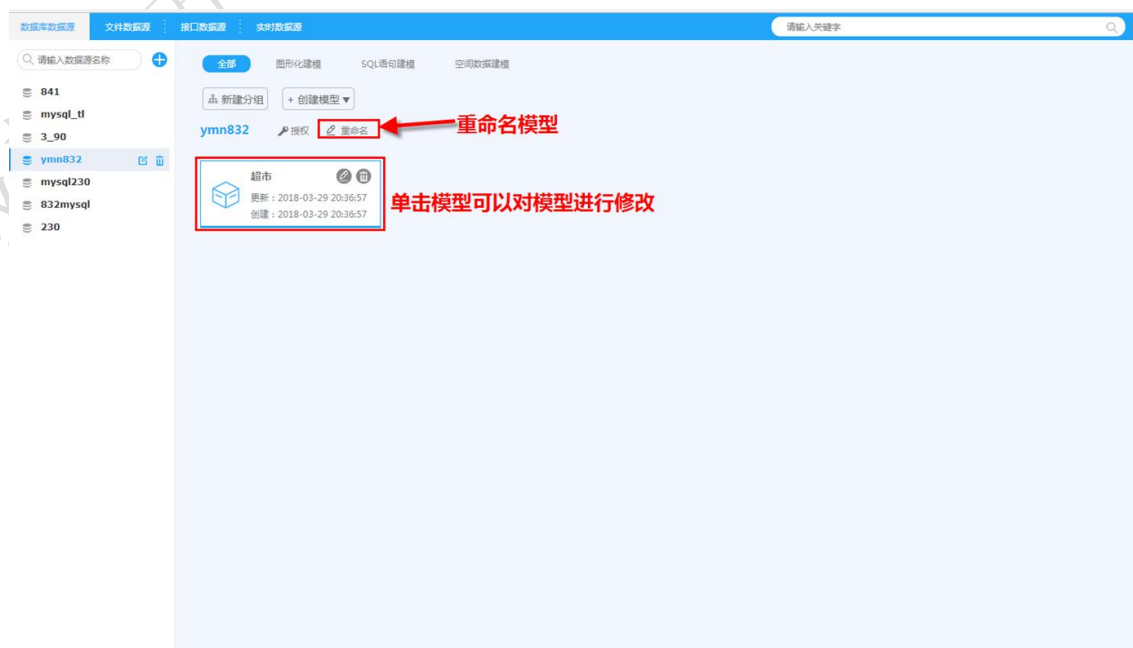 数据库数据源 文件数据源 接口数据源 实时数据源 请输入关键字
请输入数据源名称
全部 图形化建模 SQL语句建模 空间数据建模
841
新建分组 + 创建模型▼
mysql_tl
ymn832 授权 重命名 重命名模型
3_90
ymn832
mysql230
832mysql
230
超市
更新：2018-03-29 20:36:57
创建：2018-03-29 20:36:57
单击模型可以对模型进行修改